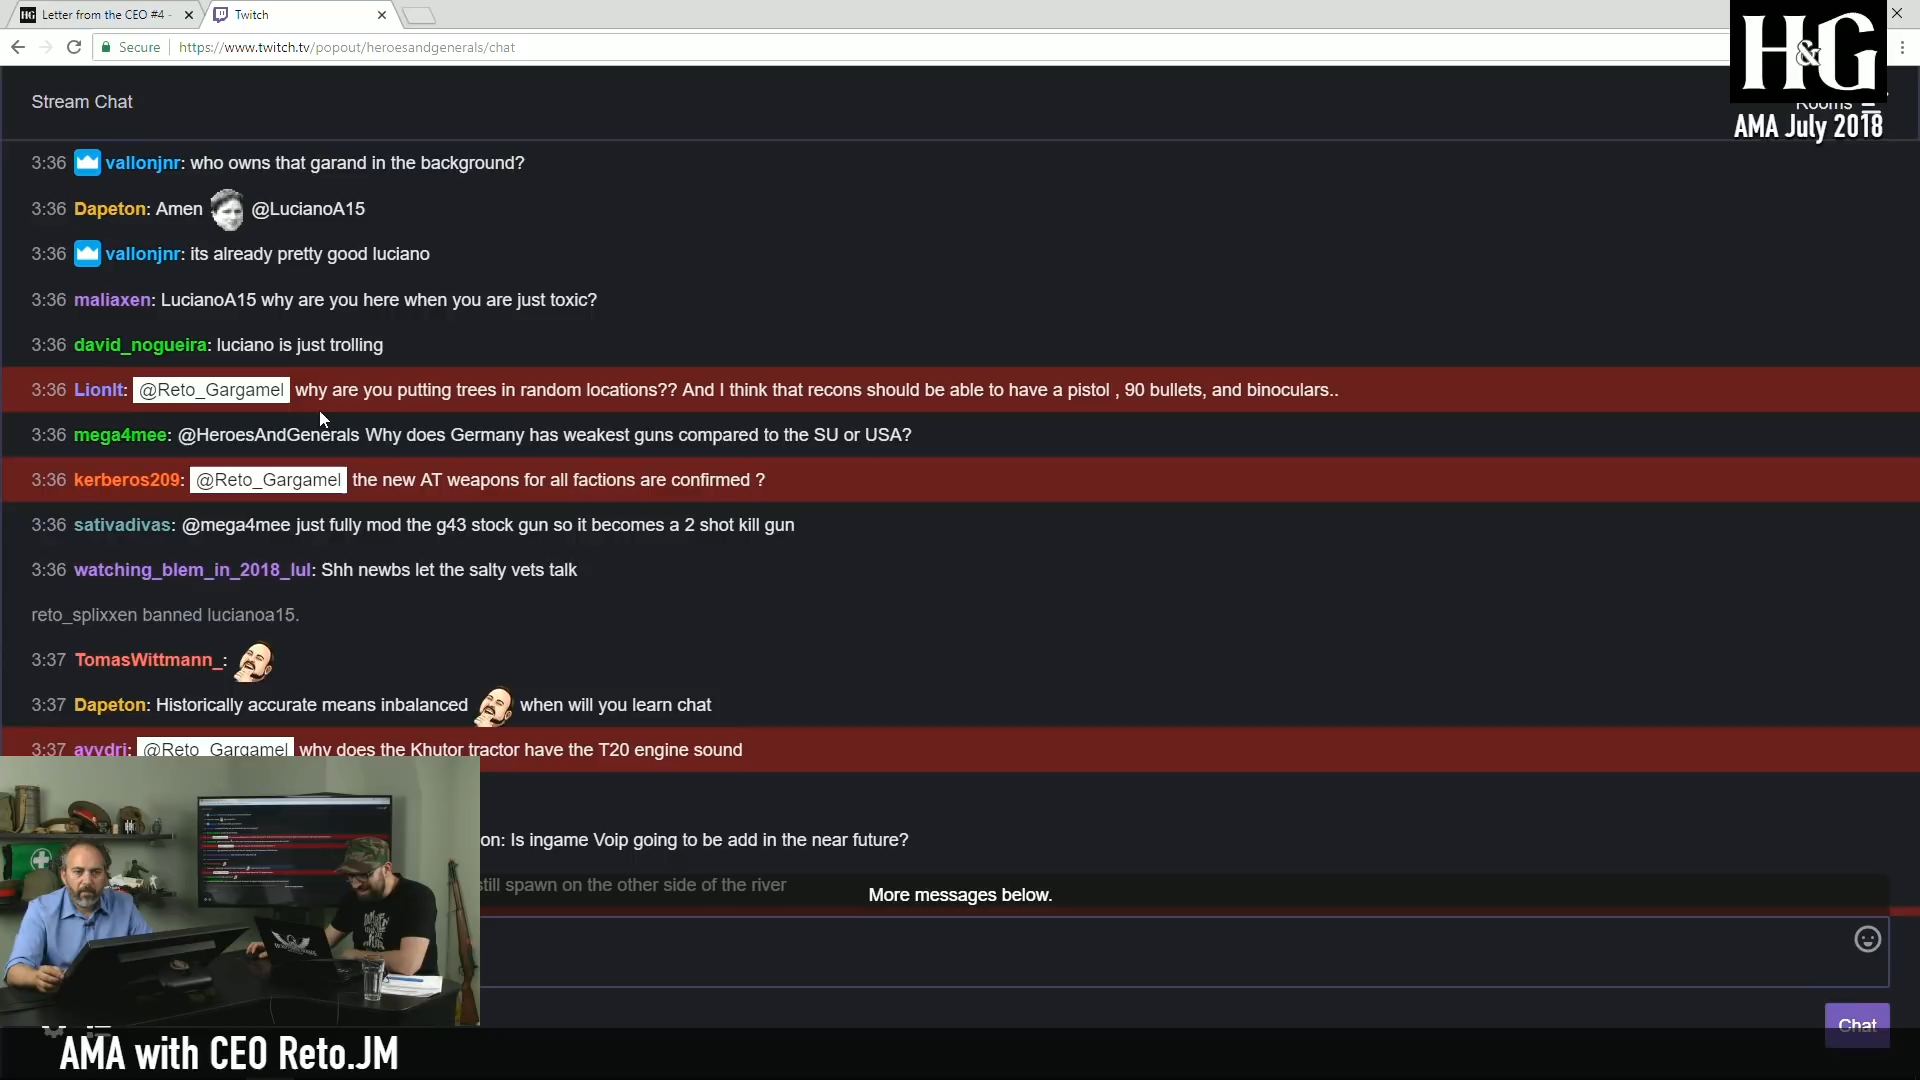 Letter from the CEO #4 -
Twitch
Secure https://www.twitch.tv/popout/heroesandgenerals/chat
H&G
Stream Chat
Rooms
AMA July 2018
3:36 vallonjnr: who owns that garand in the background?
3:36 Dapeton: Amen @LucianoA15
3:36 vallonjnr: its already pretty good luciano
3:36 maliaxen: LucianoA15 why are you here when you are just toxic?
3:36 david_nogueira: luciano is just trolling
3:36 LionIt: @Reto_Gargamel why are you putting trees in random locations?? And I think that recons should be able to have a pistol , 90 bullets, and binoculars..
3:36 mega4mee: @HeroesAndGenerals Why does Germany has weakest guns compared to the SU or USA?
3:36 kerberos209: @Reto_Gargamel the new AT weapons for all factions are confirmed ?
3:36 sativadivas: @mega4mee just fully mod the g43 stock gun so it becomes a 2 shot kill gun
3:36 watching_blem_in_2018_lul: Shh newbs let the salty vets talk
reto_splixxen banned lucianoa15.
3:37 TomasWittmann_:
3:37 Dapeton: Historically accurate means inbalanced when will you learn chat
3:37 avvdri: @Reto_Gargamel why does the Khutor tractor have the T20 engine sound
on: Is ingame Voip going to be add in the near future?
still spawn on the other side of the river
More messages below.
Chat
AMA with CEO Reto.JM